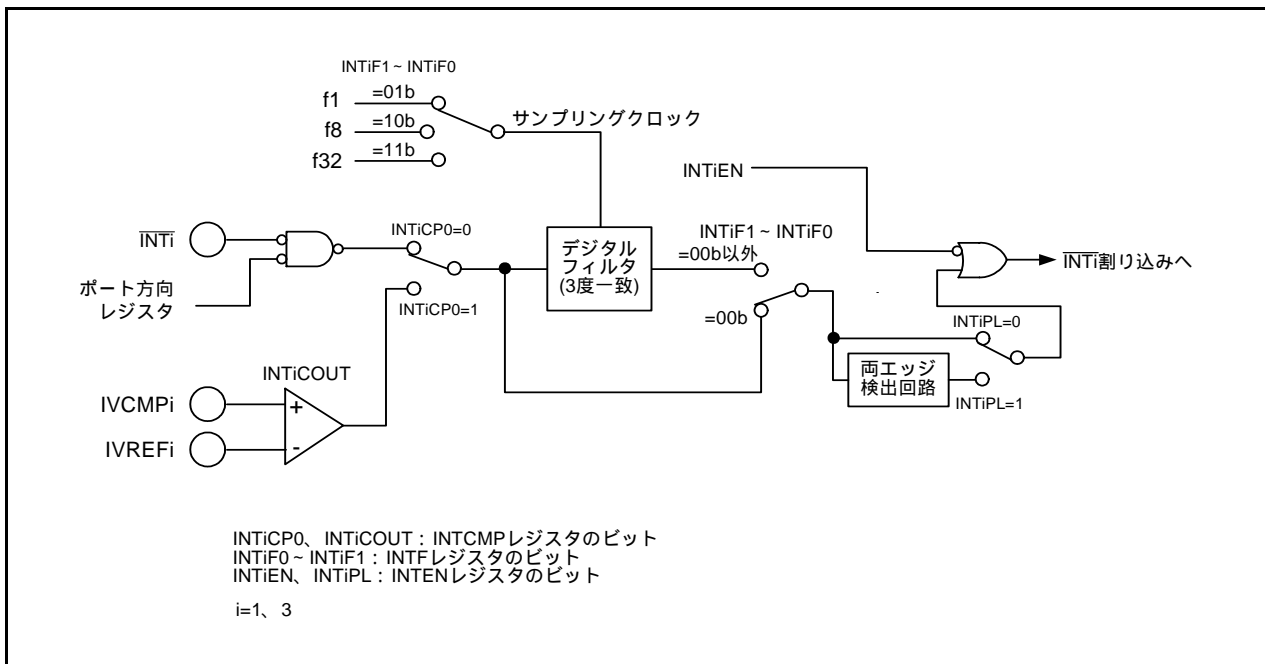 INTiF1 ~ INTiF0
f1
=01b
f8
=10b
f32
=11b
サンプリングクロック
INTiEN
INTi
ポート方向
レジスタ
INTiCP0=0
INTiCP0=1
デジタル
フィルタ
(3度一致)
INTiF1 ~ INTiF0
=00b以外
=00b
INTi割り込みへ
INTiPL=0
両エッジ
検出回路
INTiPL=1
INTiCOUT
IVCMPi
+
IVREFi
-
INTiCP0、INTiCOUT : INTCMPレジスタのビット
INTiF0 ~ INTiF1 : INTFレジスタのビット
INTiEN、INTiPL : INTENレジスタのビット
i=1、3